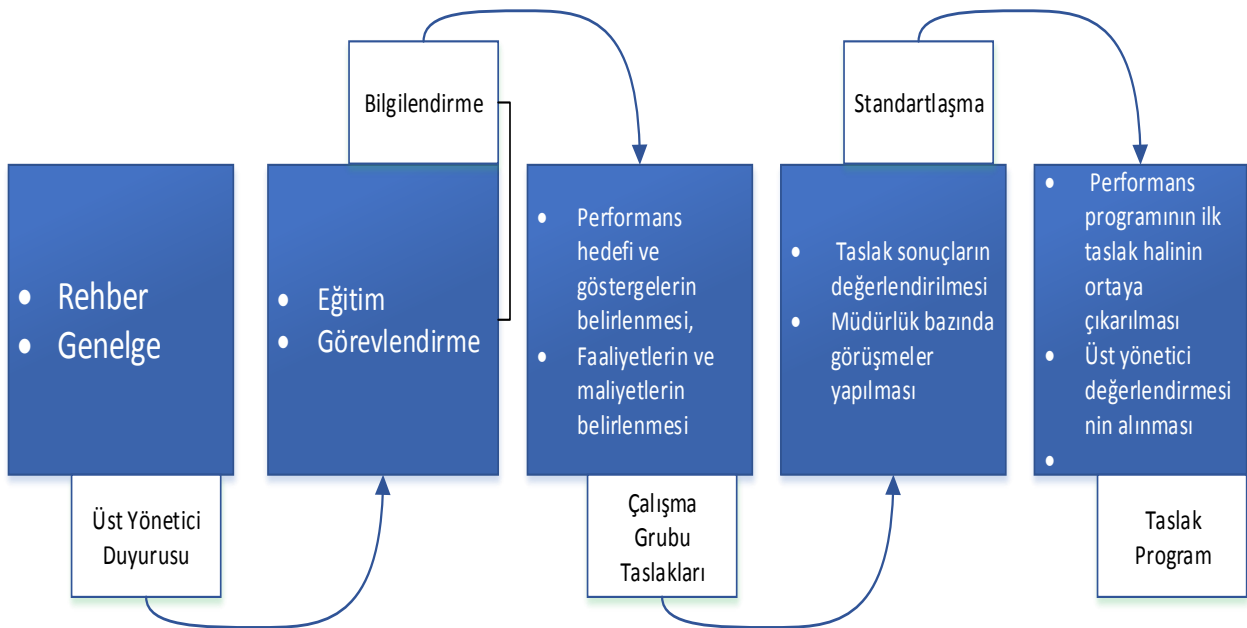 • Rehber
• Genelge
Üst Yönetici
Duyurusu
Bilgilendirme
• Eğitim
• Görevlendirme
• Performans
hedefi ve
göstergelerin
belirlenmesi,
• Faaliyetlerin ve
maliyetlerin
belirlenmesi
Çalışma
Grubu
Taslakları
Standartlaşma
• Taslak sonuçların
değerlendirilmesi
• Müdürlük bazında
görüşmeler
yapılması
• Performans
programının ilk
taslak halinin
ortaya
çıkarılması
• Üst yönetici
değerlendirmesi
nin alınması
•
Taslak
Program